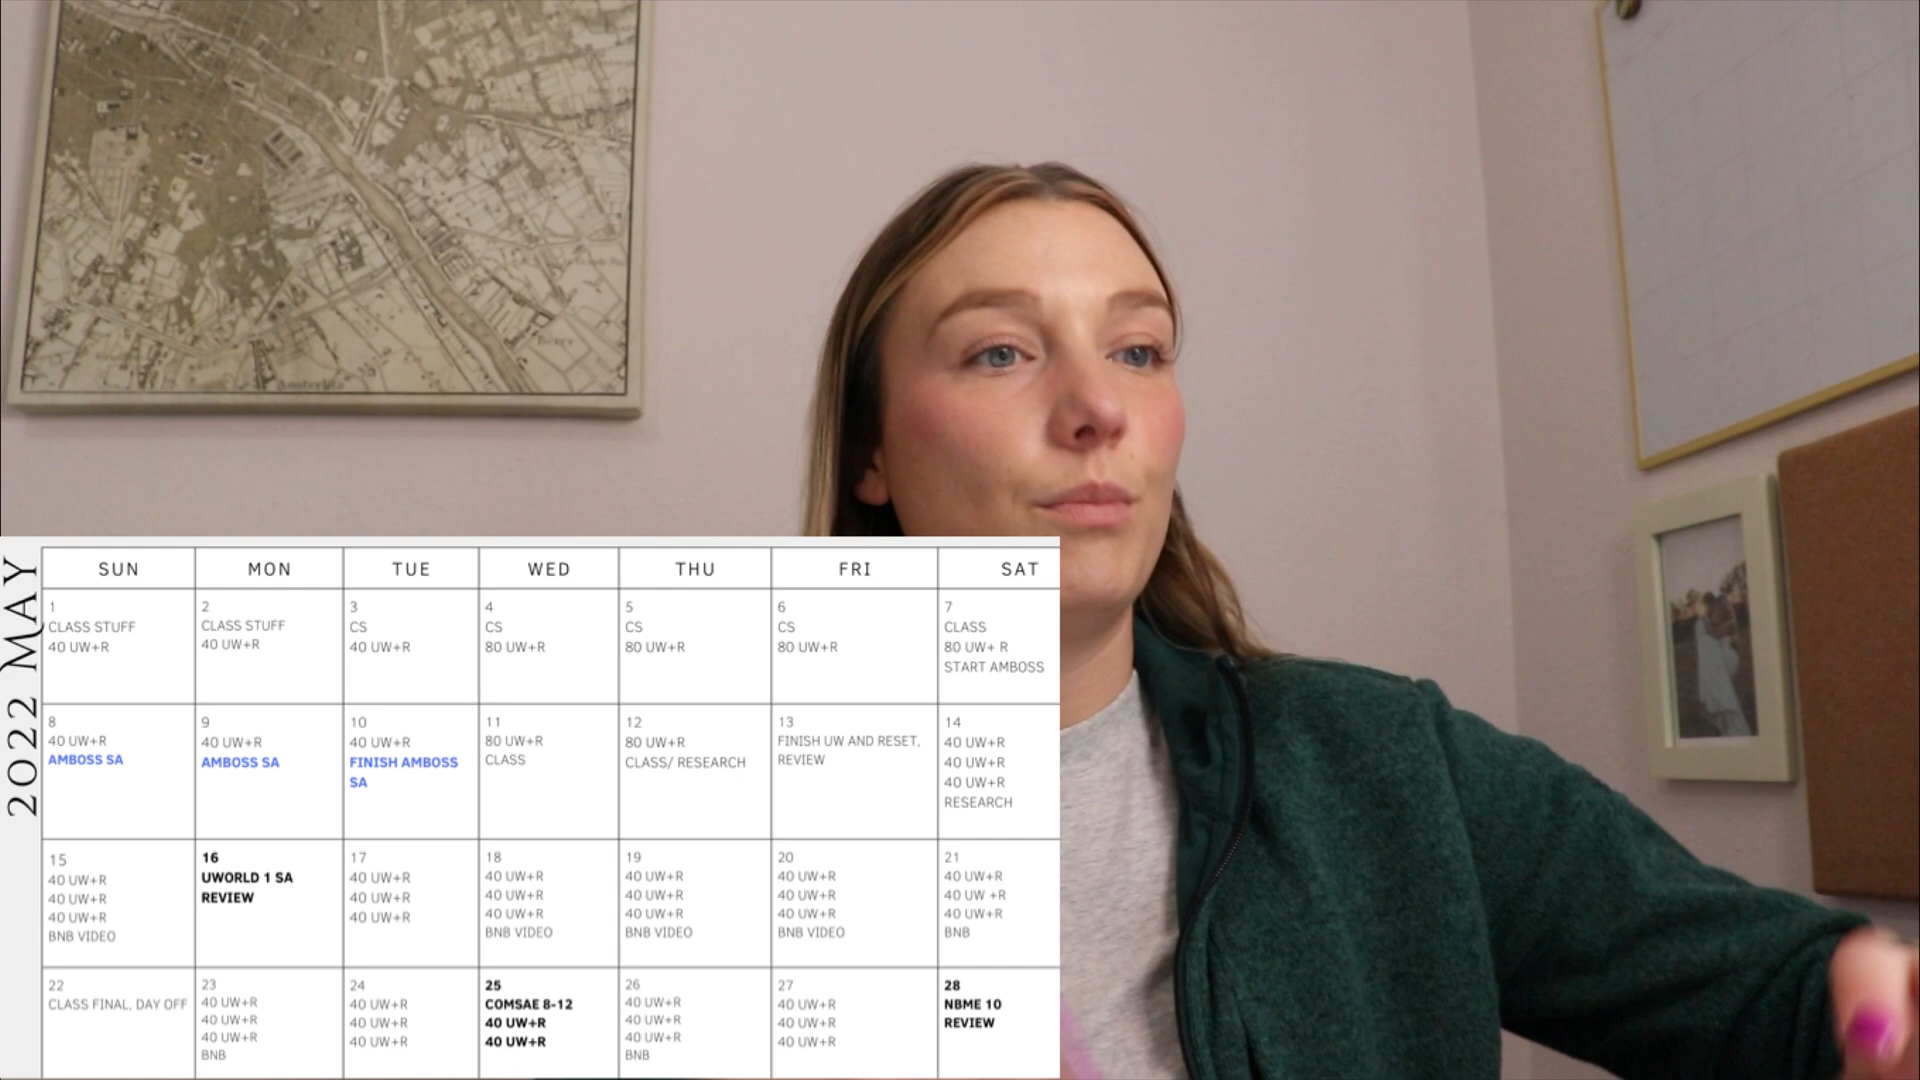 Bercy
2022 MAY
SUN MON TUE WED THU FRI SAT
1
CLASS STUFF
40 UW+R
2
CLASS STUFF
40 UW+R
3
CS
40 UW+R
4
CS
80 UW+R
5
CS
80 UW+R
6
CS
80 UW+R
7
CLASS
80 UW+ R
START AMBOSS
8
40 UW+R
AMBOSS SA
9
40 UW+R
AMBOSS SA
10
40 UW+R
FINISH AMBOSS
SA
11
80 UW+R
CLASS
12
80 UW+R
CLASS/ RESEARCH
13
FINISH UW AND RESET,
REVIEW
14
40 UW+R
40 UW+R
40 UW+R
RESEARCH
15
40 UW+R
40 UW+R
40 UW+R
BNB VIDEO
16
UWORLD 1 SA
REVIEW
17
40 UW+R
40 UW+R
40 UW+R
18
40 UW+R
40 UW+R
40 UW+R
BNB VIDEO
19
40 UW+R
40 UW+R
40 UW+R
BNB VIDEO
20
40 UW+R
40 UW+R
40 UW+R
BNB VIDEO
21
40 UW+R
40 UW +R
40 UW+R
BNB
22
CLASS FINAL, DAY OFF
23
40 UW+R
40 UW+R
40 UW+R
BNB
24
40 UW+R
40 UW+R
40 UW+R
25
COMSAE 8-12
40 UW+R
40 UW+R
26
40 UW+R
40 UW+R
40 UW+R
BNB
27
40 UW+R
40 UW+R
40 UW+R
28
NBME 10
REVIEW